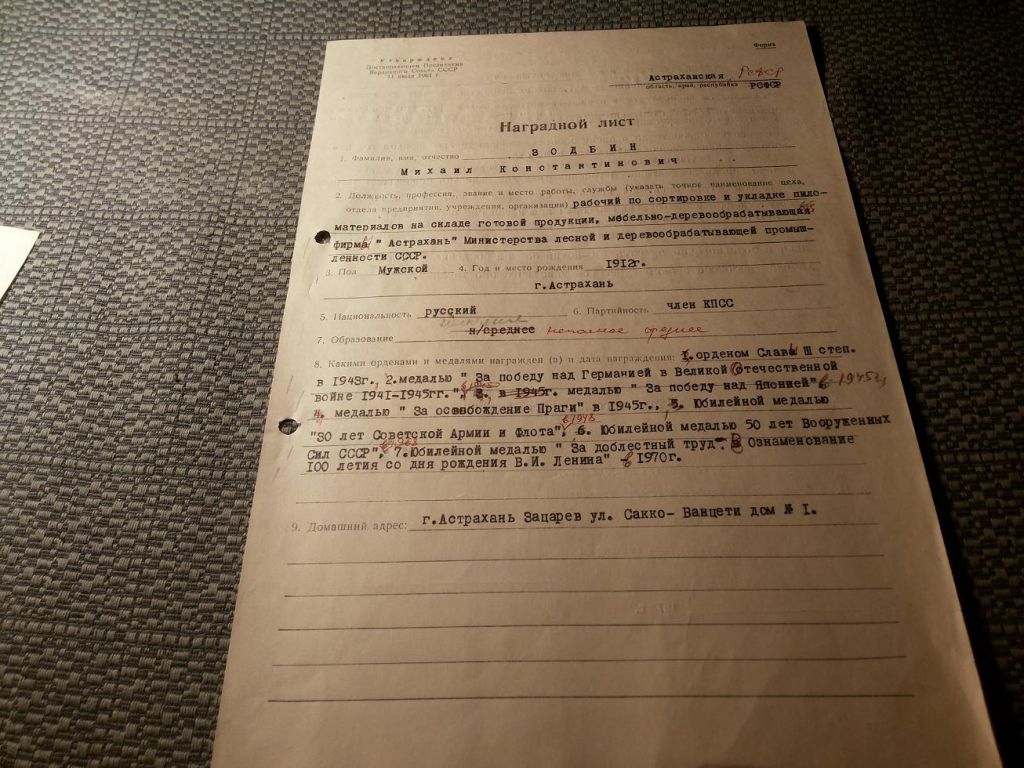 Утверждена
Постановлением Президиума
Верховного Совета СССР
11 июля 1961 г.
Форма
Астраханская, РСФСР
область, край, республика РСФСР
Наградной лист
1. Фамилия, имя, отчество ЗОДБИН
Михаил Константинович
2. Должность, профессия, звание и место работы, службы (указать точное наименование цеха,
отдела предприятия, учреждения, организации) рабочий по сортировке и укладке пило-
материалов на складе готовой продукции, мебельно-деревообрабатывающая
фирма " Астрахань" Министерства лесной и деревообрабатывающей промыш-
ленности СССР.
3. Пол Мужской 4. Год и место рождения 1912г.
г.Астрахань
5. Национальность русский 6. Партийность член КПСС
7. Образование н/среднее неполное среднее
8. Какими орденами и медалями награжден (а) и дата награждения: 1.орденом Славы III степ.
в 1943г., 2.медалью " За победу над Германией в Великой Отечественной
войне 1941-1945гг.", в 1945 3. в 1945г. медалью " За победу над Японией" в 1945г,
4. медалью " За освобождение Праги" в 1945г., 5. Юбилейной медалью
"30 лет Советской Армии и Флота", в 1948 6. Юбилейной медалью 50 лет Вооруженных
Сил СССР", 7.Юбилейной медалью " За доблестный труд. В Ознаменование
100 летия со дня рождения В.И. Ленина" в 1970г.
9. Домашний адрес: г.Астрахань Зацарев ул. Сакко- Ванцети дом № I.